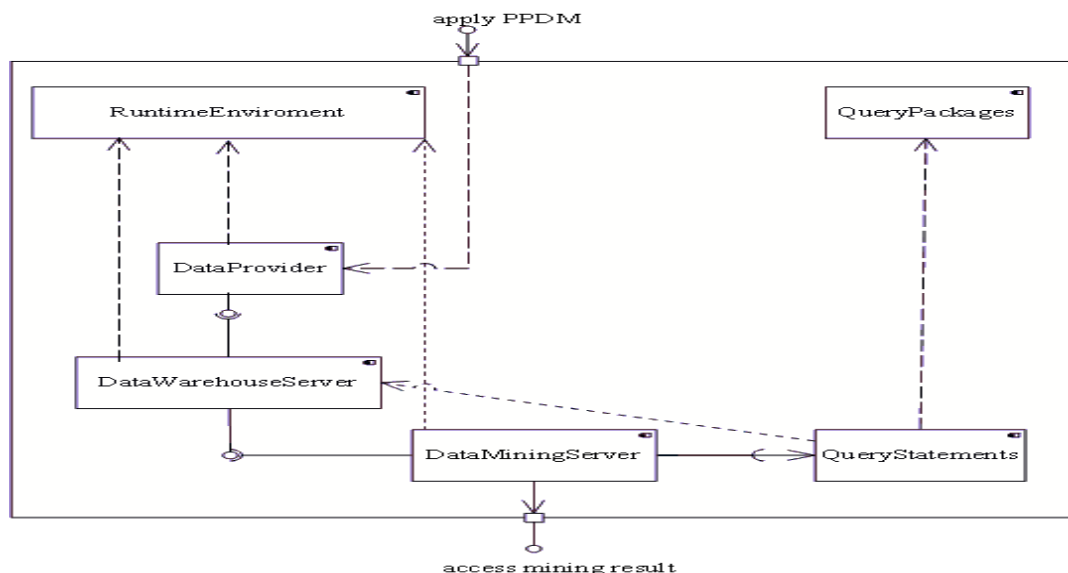 apply PPDM
RuntimeEnviroment
QueryPackages
DataProvider
DataWarehouseServer
DataMiningServer
QueryStatements
access mining result